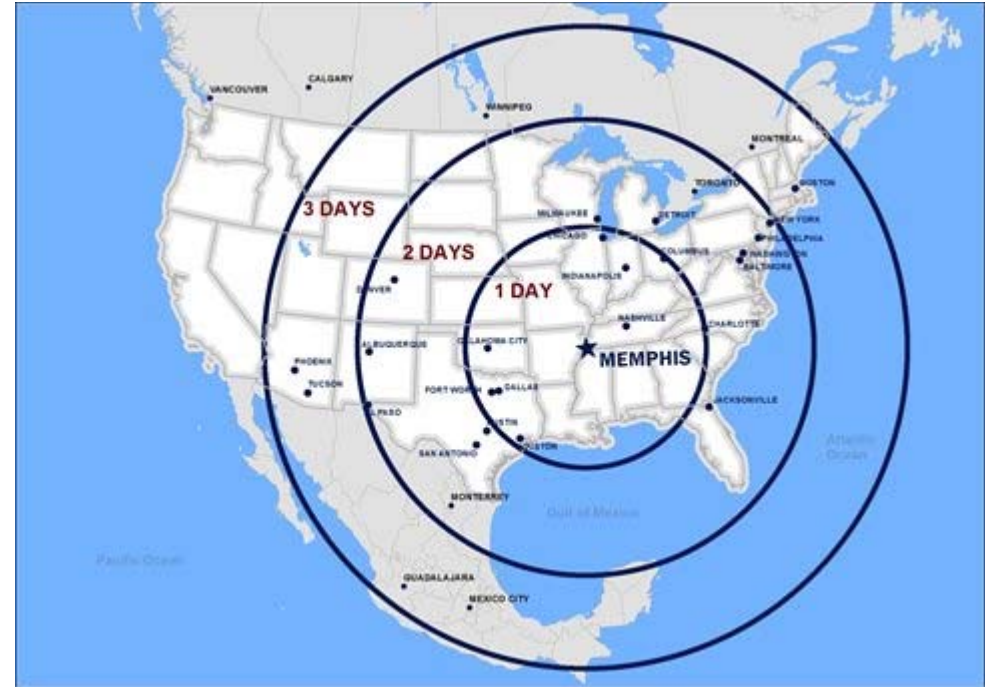 CALGARY
VANCOUVER
WINNIPEG
MONTREAL
TORONTO
BOSTON
3 DAYS
MILWAUKEE
DETROIT
NEW YORK
CHICAGO
PHILADELPHIA
2 DAYS
COLUMBUS
WASHINGTON
BALTIMORE
INDIANAPOLIS
1 DAY
DENVER
NASHVILLE
CHARLOTTE
OKLAHOMA CITY
ALBUQUERQUE
MEMPHIS
PHOENIX
TUCSON
FORT WORTH
DALLAS
JACKSONVILLE
EL PASO
AUSTIN
HOUSTON
SAN ANTONIO
Atlantic
Ocean
MONTERREY
Gulf of Mexico
Pacific Ocean
GUADALAJARA
MEXICO CITY